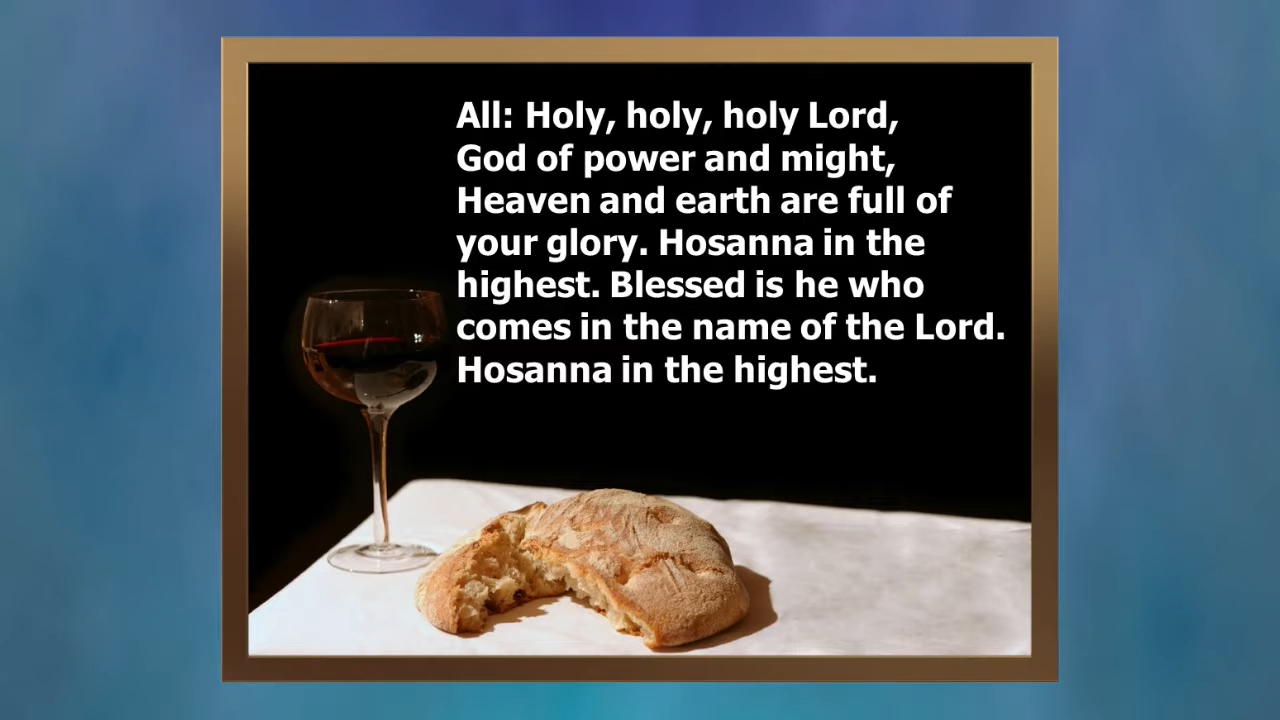 All: Holy, holy, holy Lord,
God of power and might,
Heaven and earth are full of
your glory. Hosanna in the
highest. Blessed is he who
comes in the name of the Lord.
Hosanna in the highest.